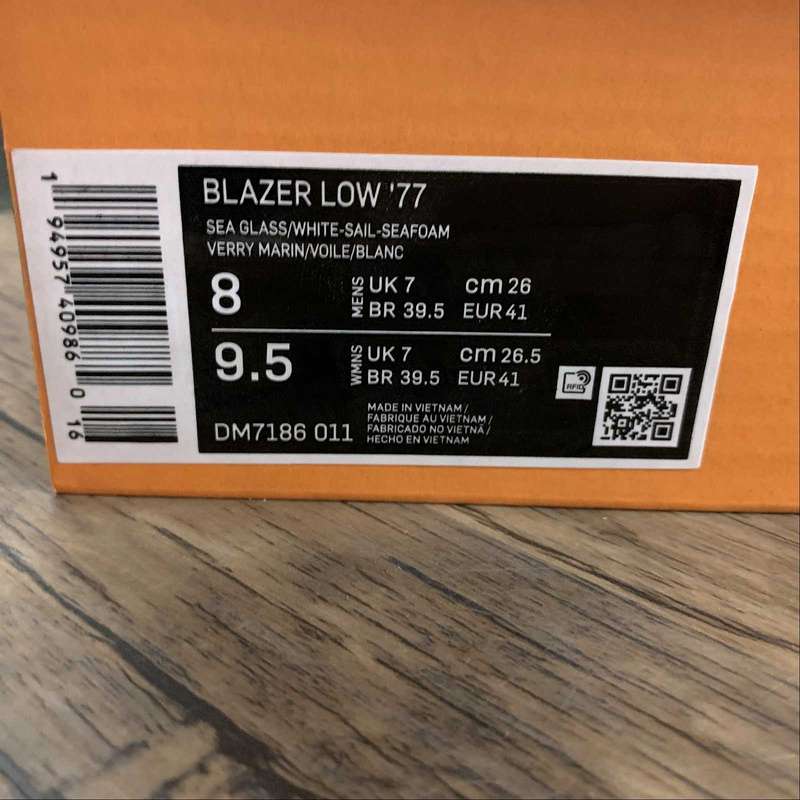 1 94957 40986 0 16
BLAZER LOW '77
SEA GLASS/WHITE-SAIL-SEAFOAM
VERRY MARIN/VOILE/BLANC
8 MENS UK 7 cm 26
BR 39.5 EUR 41
9.5 WMNS UK 7 cm 26.5
BR 39.5 EUR 41
RFID
DM7186 011
MADE IN VIETNAM /
FABRIQUE AU VIETNAM /
FABRICADO NO VIETNÃ /
HECHO EN VIETNAM